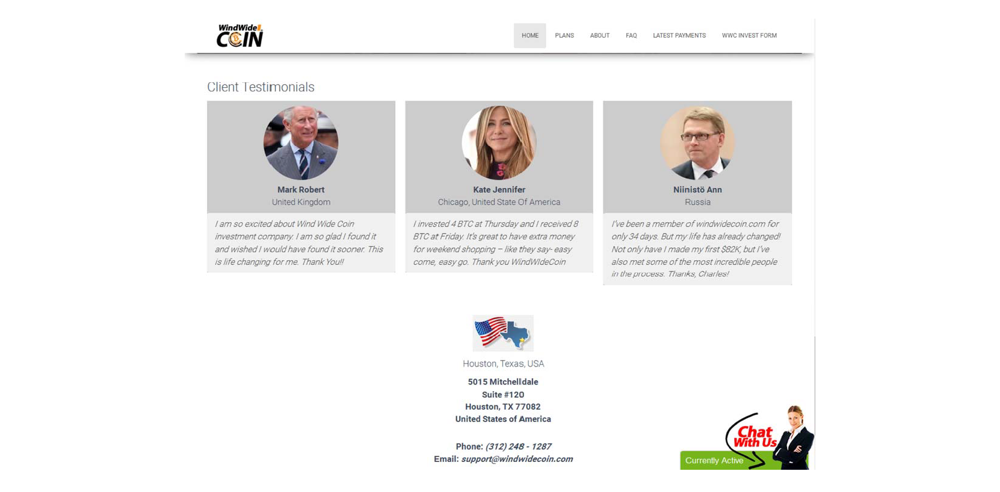 WindWide
COIN
HOME PLANS ABOUT FAQ LATEST PAYMENTS WWC INVEST FORM
Client Testimonials
Mark Robert
United Kingdom
I am so excited about Wind Wide Coin
investment company. I am so glad I found it
and wished I would have found it sooner. This
is life changing for me. Thank You!!
Kate Jennifer
Chicago, United State Of America
I invested 4 BTC at Thursday and I received 8
BTC at Friday. It's great to have extra money
for weekend shopping – like they say- easy
come, easy go. Thank you WindWIdeCoin
Niinistö Ann
Russia
I've been a member of windwidecoin.com for
only 34 days. But my life has already changed!
Not only have I made my first $82K, but I've
also met some of the most incredible people
in the process. Thanks, Charles!
Houston, Texas, USA
5015 Mitchelldale
Suite #120
Houston, TX 77082
United States of America
Phone: (312) 248 - 1287
Email: support@windwidecoin.com
Chat
With Us
Currently Active